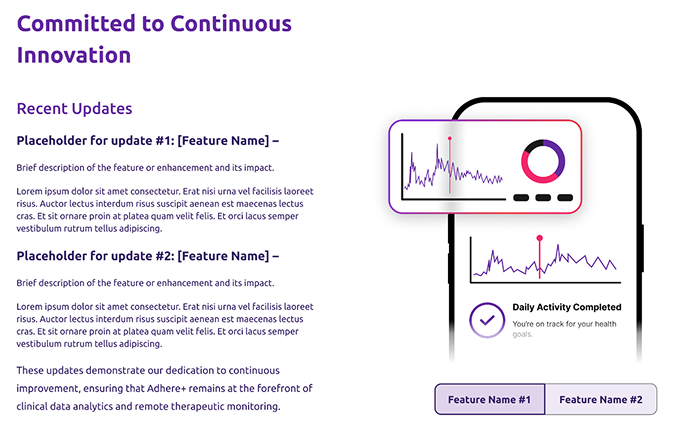 Committed to Continuous
Innovation
Recent Updates
Placeholder for update #1: [Feature Name] –
Brief description of the feature or enhancement and its impact.
Lorem ipsum dolor sit amet consectetur. Erat nisi urna vel facilisis laoreet
risus. Auctor lectus interdum risus suscipit aenean est maecenas lectus
cras. Et sit ornare proin at platea quam velit felis. Et orci lacus semper
vestibulum rutrum tellus adipiscing.
Placeholder for update #2: [Feature Name] –
Brief description of the feature or enhancement and its impact.
Lorem ipsum dolor sit amet consectetur. Erat nisi urna vel facilisis laoreet
risus. Auctor lectus interdum risus suscipit aenean est maecenas lectus
cras. Et sit ornare proin at platea quam velit felis. Et orci lacus semper
vestibulum rutrum tellus adipiscing.
These updates demonstrate our dedication to continuous
improvement, ensuring that Adhere+ remains at the forefront of
clinical data analytics and remote therapeutic monitoring.
Daily Activity Completed
You're on track for your health
goals.
Feature Name #1
Feature Name #2